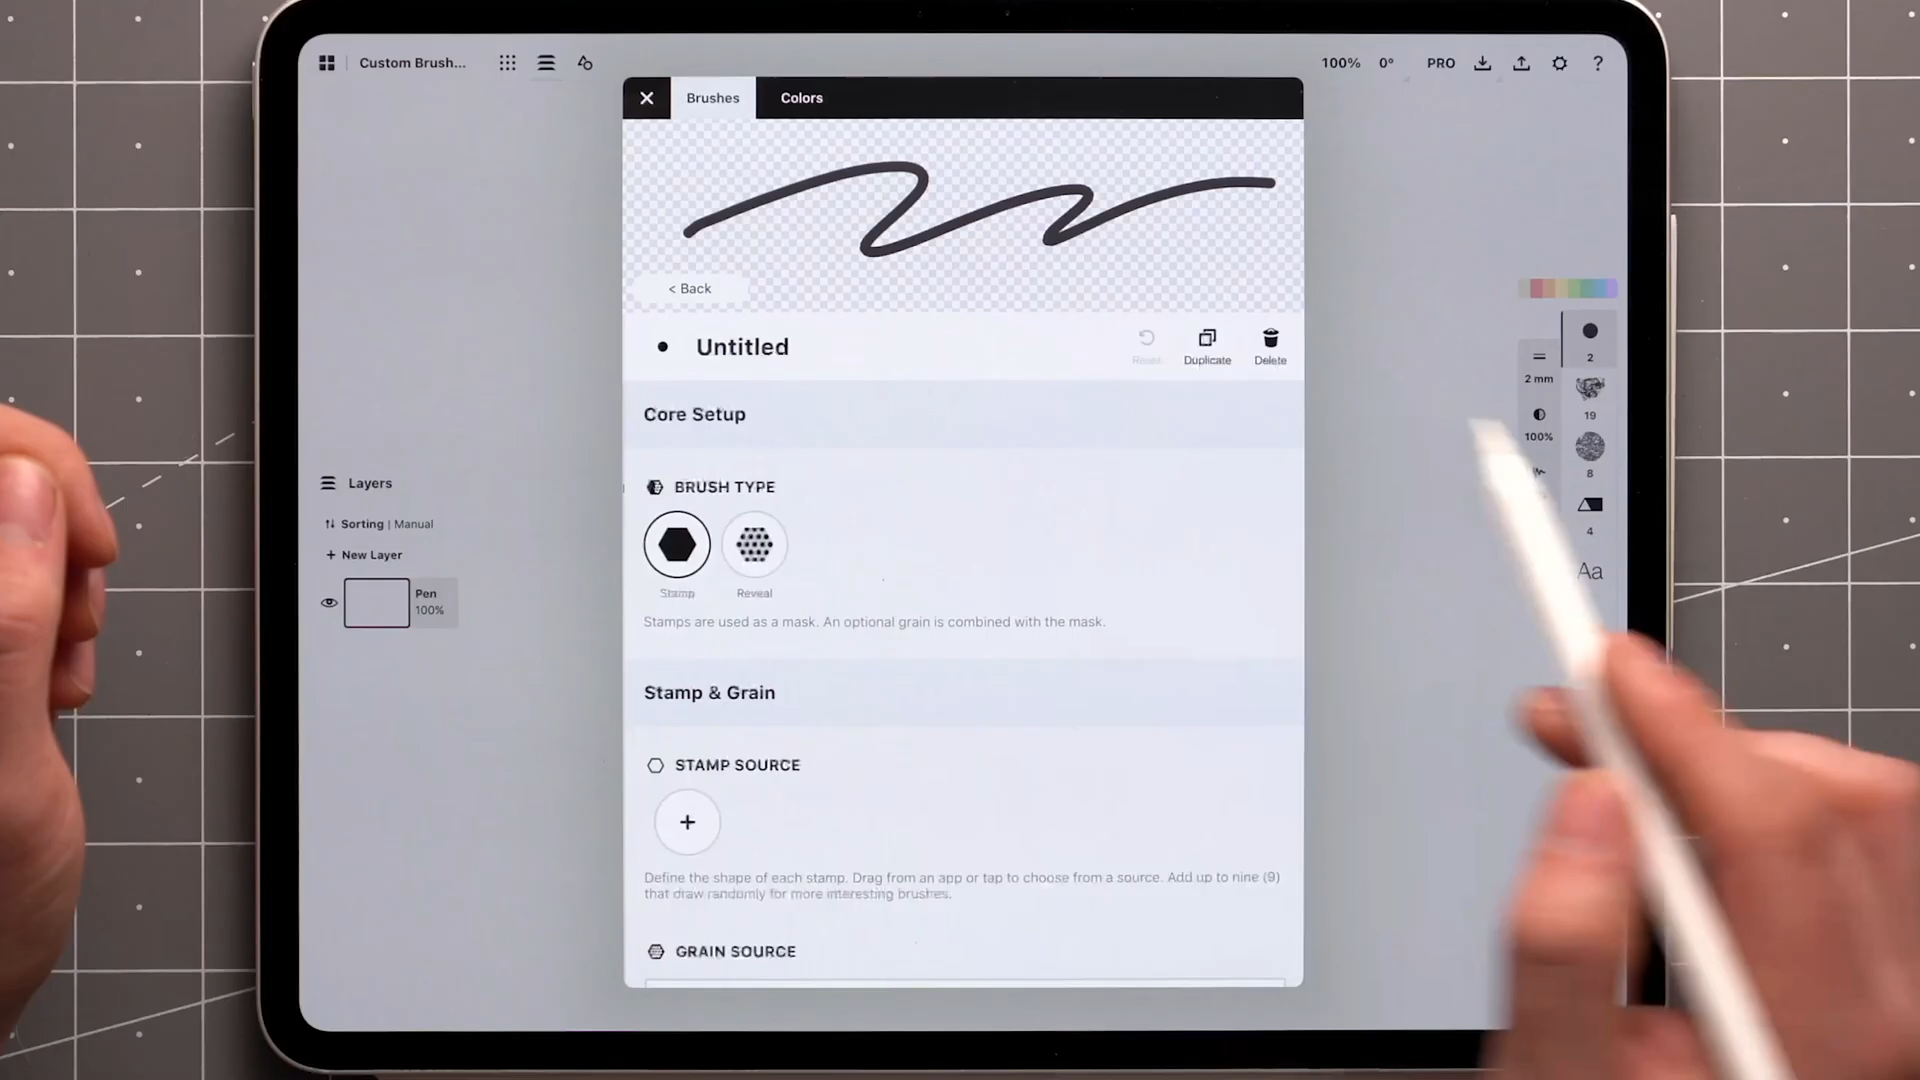 Custom Brush...
100% 0° PRO ?
Brushes Colors
< Back
Untitled
Reset Duplicate Delete
Core Setup
BRUSH TYPE
Stamp Reveal
Stamps are used as a mask. An optional grain is combined with the mask.
Stamp & Grain
STAMP SOURCE
+
Define the shape of each stamp. Drag from an app or tap to choose from a source. Add up to nine (9)
that draw randomly for more interesting brushes.
GRAIN SOURCE
Layers
Sorting | Manual
+ New Layer
Pen
100%
2 mm
100%
2
19
8
4
Aa